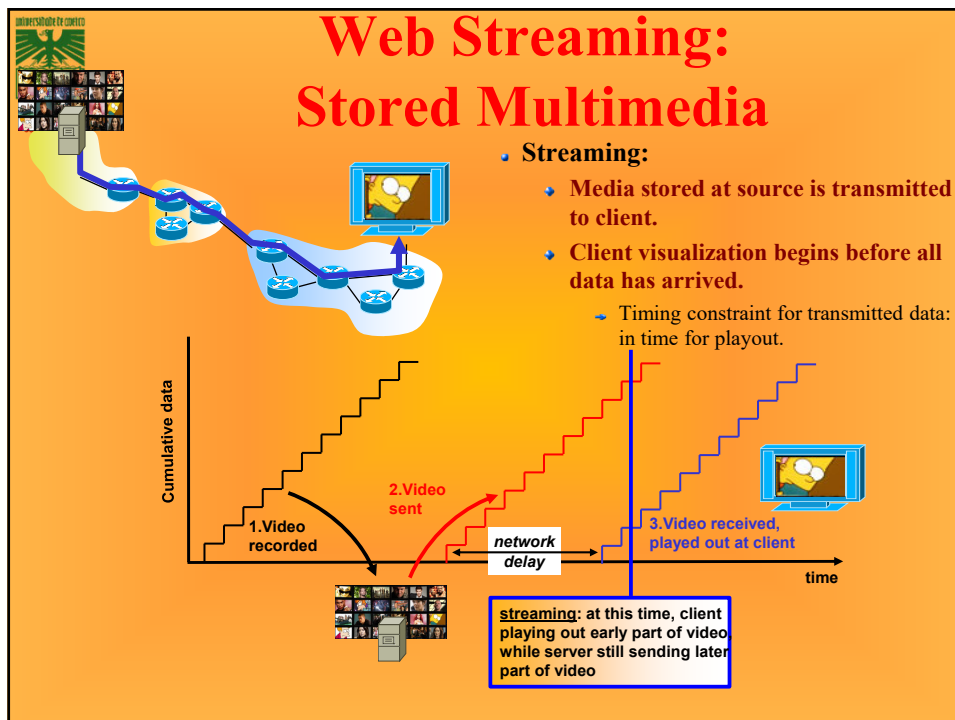 universidade de aveiro
Web Streaming:
Stored Multimedia
Streaming:
Media stored at source is transmitted
to client.
Client visualization begins before all
data has arrived.
Timing constraint for transmitted data:
in time for playout.
Cumulative data
1.Video
recorded
2.Video
sent
network
delay
3.Video received,
played out at client
time
streaming: at this time, client
playing out early part of video,
while server still sending later
part of video